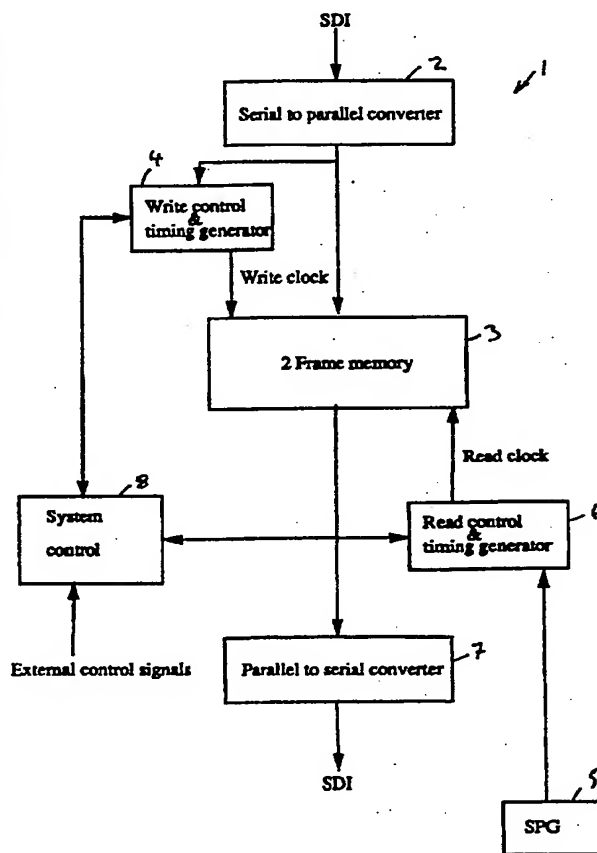 SDI
2
1
Serial to parallel converter
4
Write control
&
timing generator
Write clock
3
2 Frame memory
Read clock
8
System
control
6
Read control
&
timing generator
External control signals
7
Parallel to serial converter
SDI
5
SPG